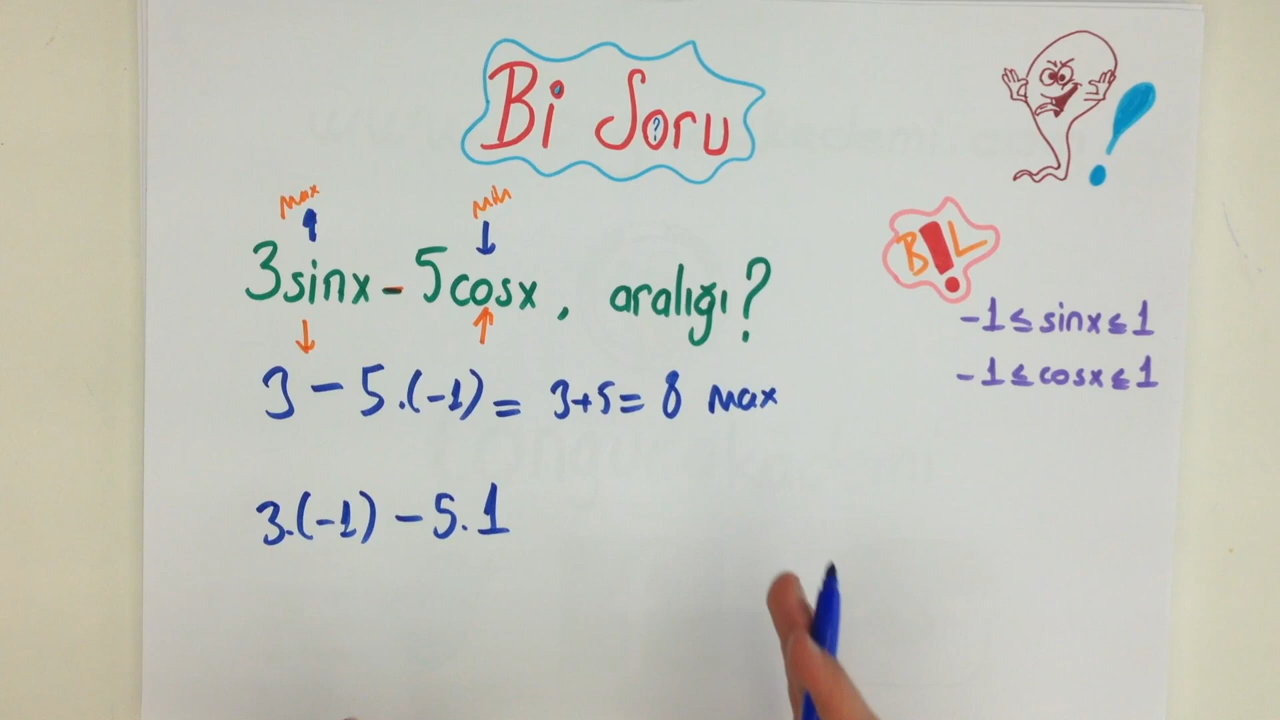 Bi Soru
?
max
min
3sinx - 5cosx, aralığı?
B!L
-1 ≤ sinx ≤ 1
-1 ≤ cosx ≤ 1
3 - 5.(-1) = 3+5 = 8 max
3.(-1) - 5.1